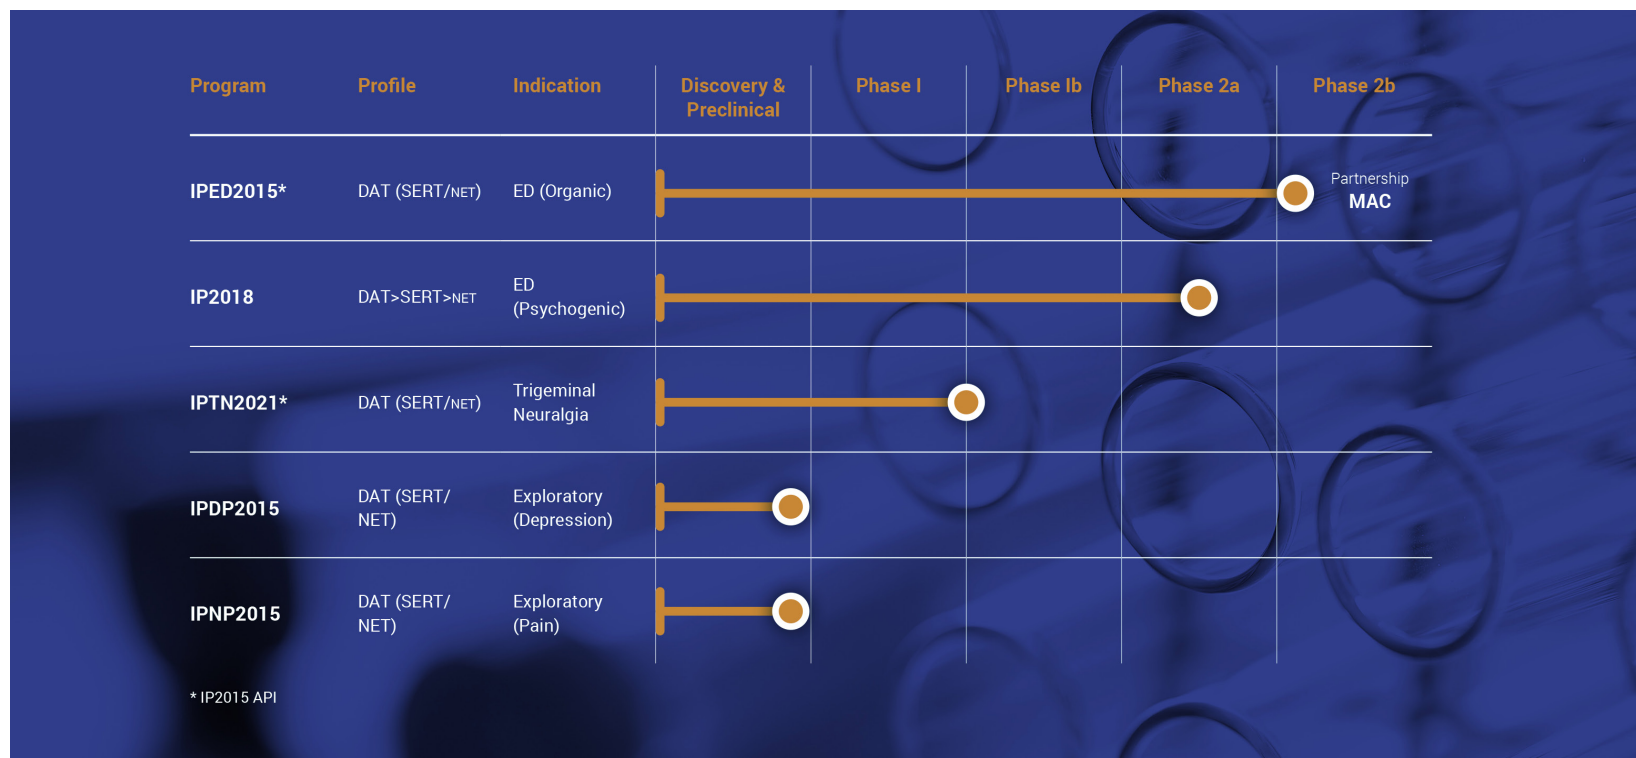 Program Profile Indication Discovery & Phase I Phase Ib Phase 2a Phase 2b
Preclinical
IPED2015* DAT (SERT/NET) ED (Organic) Partnership
MAC
IP2018 DAT>SERT>NET ED
(Psychogenic)
IPTN2021* DAT (SERT/NET) Trigeminal
Neuralgia
IPDP2015 DAT (SERT/ Exploratory
NET) (Depression)
IPNP2015 DAT (SERT/ Exploratory
NET) (Pain)
* IP2015 API